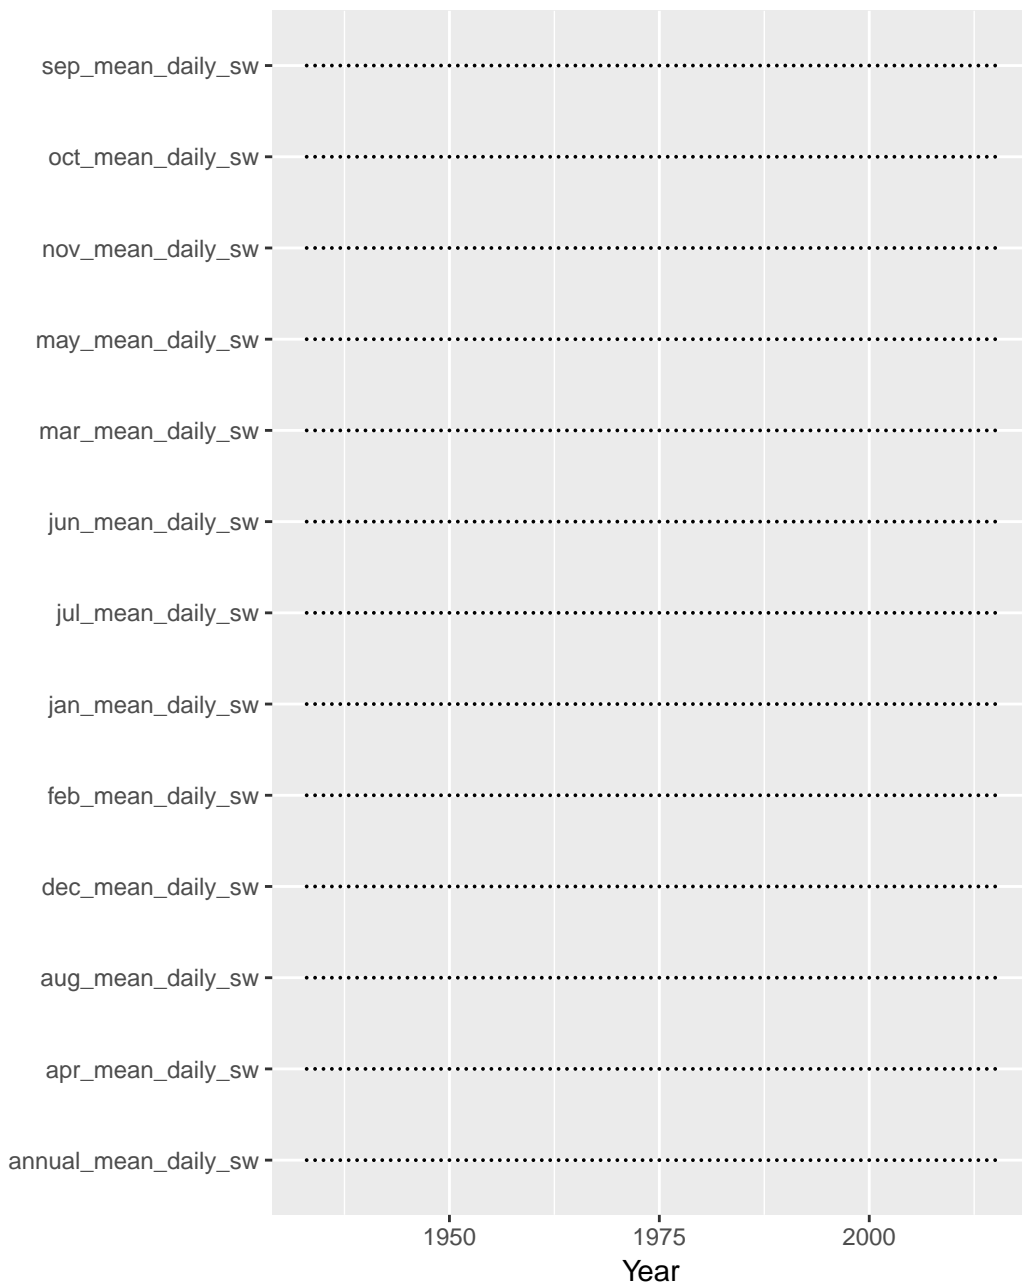 sep_mean_daily_sw
oct_mean_daily_sw
nov_mean_daily_sw
may_mean_daily_sw
mar_mean_daily_sw
jun_mean_daily_sw
jul_mean_daily_sw
jan_mean_daily_sw
feb_mean_daily_sw
dec_mean_daily_sw
aug_mean_daily_sw
apr_mean_daily_sw
annual_mean_daily_sw
1950 1975 2000
Year